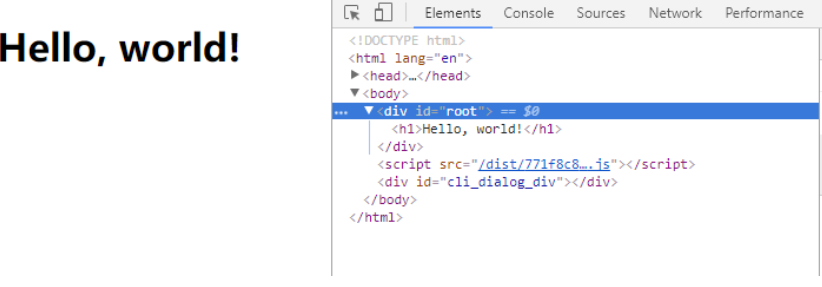 Hello, world!
Elements Console Sources Network Performance
<!DOCTYPE html>
<html lang="en">
<head>…</head>
<body>
… <div id="root"> == $0
<h1>Hello, world!</h1>
</div>
<script src="/dist/771f8c8….js"></script>
<div id="cli_dialog_div"></div>
</body>
</html>